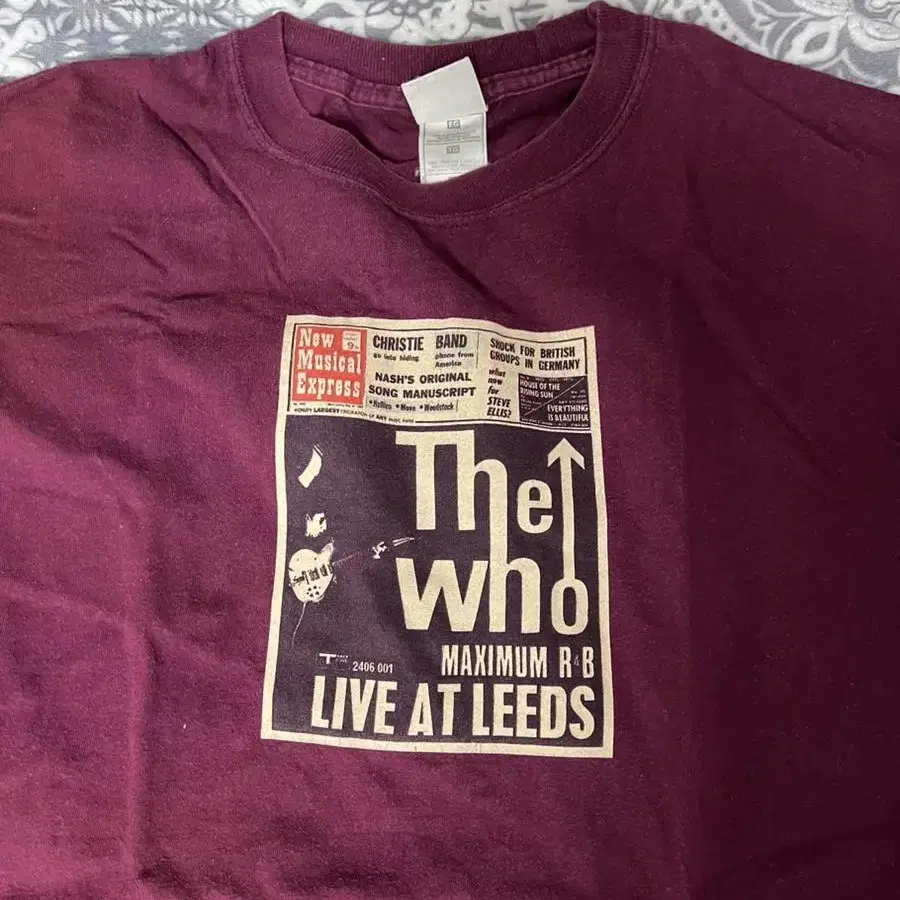 New
Musical
Express
9D
CHRISTIE BAND
go into hiding
phone from
America
NASH'S ORIGINAL
SONG MANUSCRIPT
• Hollies • Move • Woodstock
SHOCK FOR BRITISH
GROUPS IN GERMANY
what
now
for
STEVE
ELLIS?
HOUSE OF THE
RISING SUN
EVERYTHING
IS BEAUTIFUL
WORLD'S LARGEST CIRCULATION OF ANY MUSIC PAPER
The
who
MAXIMUM R&B
2406 001
LIVE AT LEEDS